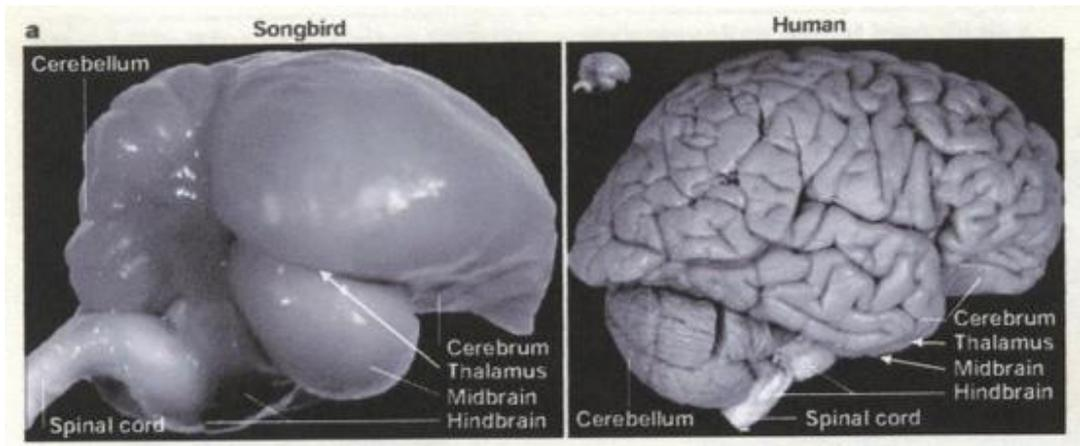 a
Songbird
Human
Cerebellum
Cerebrum
Thalamus
Midbrain
Hindbrain
Spinal cord
Cerebrum
Thalamus
Midbrain
Hindbrain
Cerebellum
Spinal cord